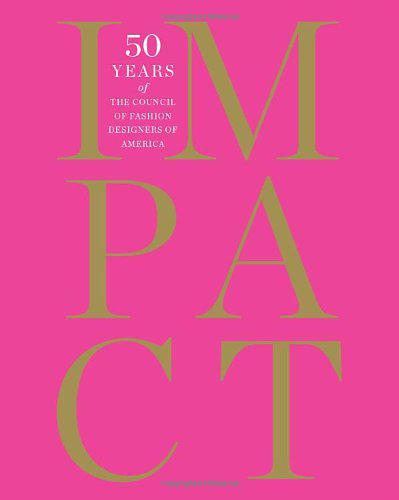 IM
50
YEARS
of
THE COUNCIL
OF FASHION
DESIGNERS OF
AMERICA
PA
CT